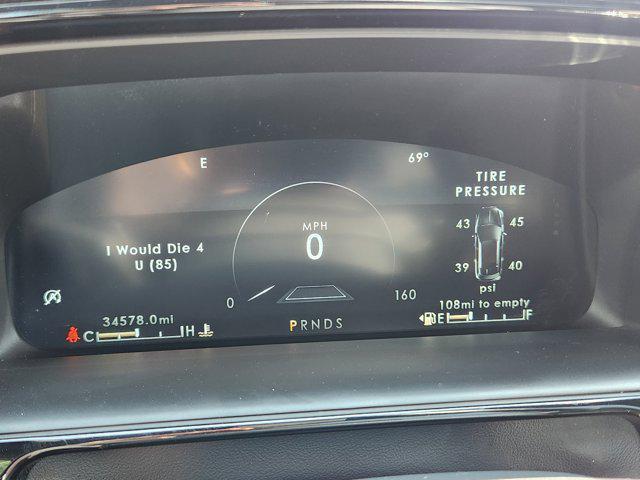 E
69°
TIRE
PRESSURE
43 45
39 40
psi
MPH
0
I Would Die 4
U (85)
0
160
34578.0mi
108mi to empty
C H
PRNDS
E F